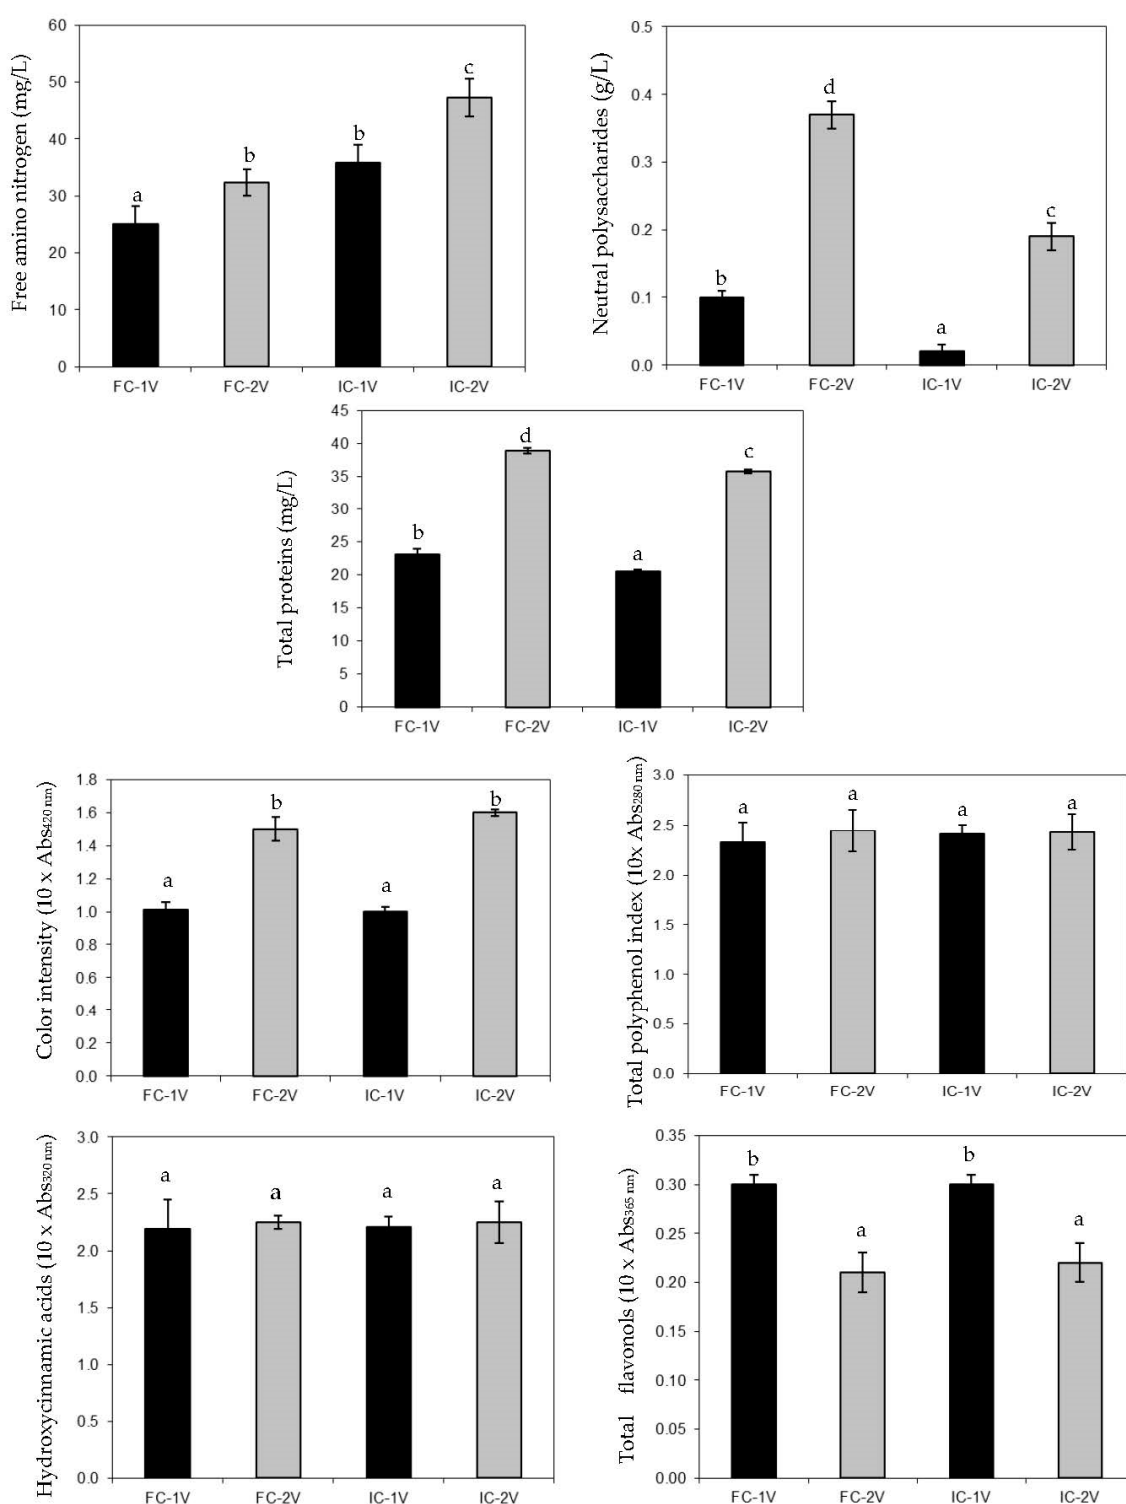 Free amino nitrogen (mg/L)
60
50
40
30
20
10
0
a
b
b
c
FC-1V FC-2V IC-1V IC-2V
Neutral polysaccharides (g/L)
0.5
0.4
0.3
0.2
0.1
0.0
b
d
a
c
FC-1V FC-2V IC-1V IC-2V
Total proteins (mg/L)
45
40
35
30
25
20
15
10
5
0
b
d
a
c
FC-1V FC-2V IC-1V IC-2V
Color intensity (10 x Abs420 nm)
1.8
1.6
1.4
1.2
1.0
0.8
0.6
0.4
0.2
0.0
a
b
a
b
FC-1V FC-2V IC-1V IC-2V
Total polyphenol index (10x Abs280 nm)
3.0
2.5
2.0
1.5
1.0
0.5
0.0
a
a
a
a
FC-1V FC-2V IC-1V IC-2V
Hydroxycinnamic acids (10 x Abs320 nm)
3.0
2.5
2.0
1.5
1.0
0.5
0.0
a
a
a
a
FC-1V FC-2V IC-1V IC-2V
Total flavonols (10 x Abs365 nm)
0.35
0.30
0.25
0.20
0.15
0.10
0.05
0.00
b
a
b
a
FC-1V FC-2V IC-1V IC-2V